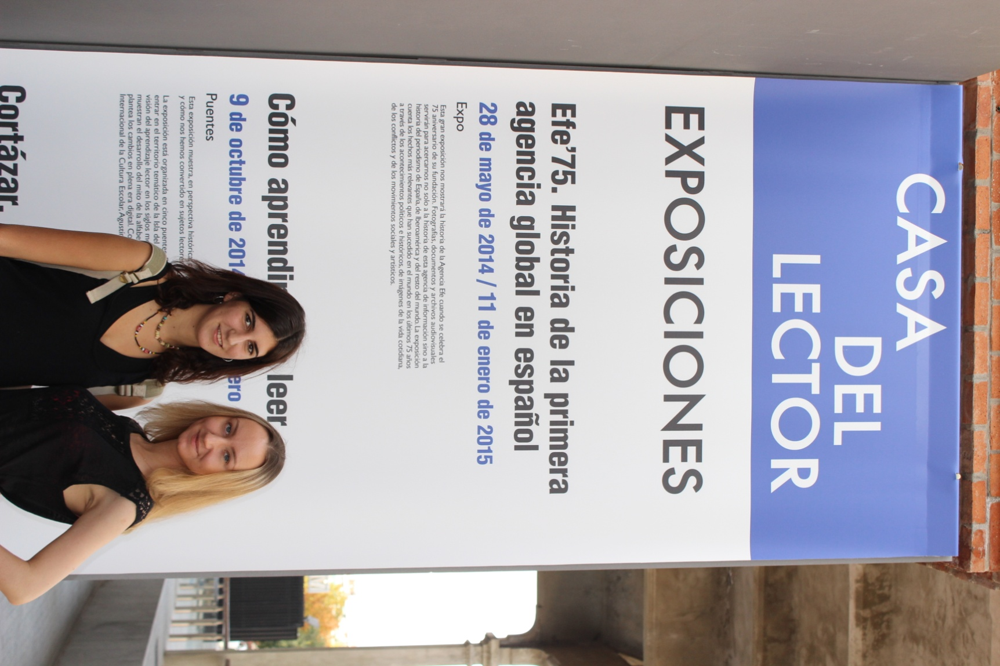 CASA
DEL
LECTOR
EXPOSICIONES
Efe'75. Historia de la primera
agencia global en español
28 de mayo de 2014 / 11 de enero de 2015
Expo
Esta gran exposición nos mostrará la historia de la Agencia Efe cuando se celebra el
75 aniversario de su fundación. Fotografías, documentos y archivos audiovisuales
servirán para acercarnos no solo a la historia de esta agencia de información sino a la
historia del periodismo de España, de Iberoamérica y del resto del mundo. La exposición
cuenta los hechos más relevantes que han sucedido en el mundo en los últimos 75 años
a través de los acontecimientos políticos e históricos, de imágenes de la vida cotidiana,
de los conflictos y de los movimientos sociales y artísticos.
Cómo aprendi leer
9 de octubre de 2014 ero
Puentes
Esta exposición muestra, en perspectiva histórica
y cómo nos hemos convertido en sujetos lectore
La exposición está organizada en cinco puentes
entrar en el territorio temático de la Isla del
visión del aprendizaje lector en los siglos
muestran el desarrollo del mito de la alfabe
plantea los cambios en plena era digital.
Internacional de la Cultura Escolar, Agustín
Cortázar.